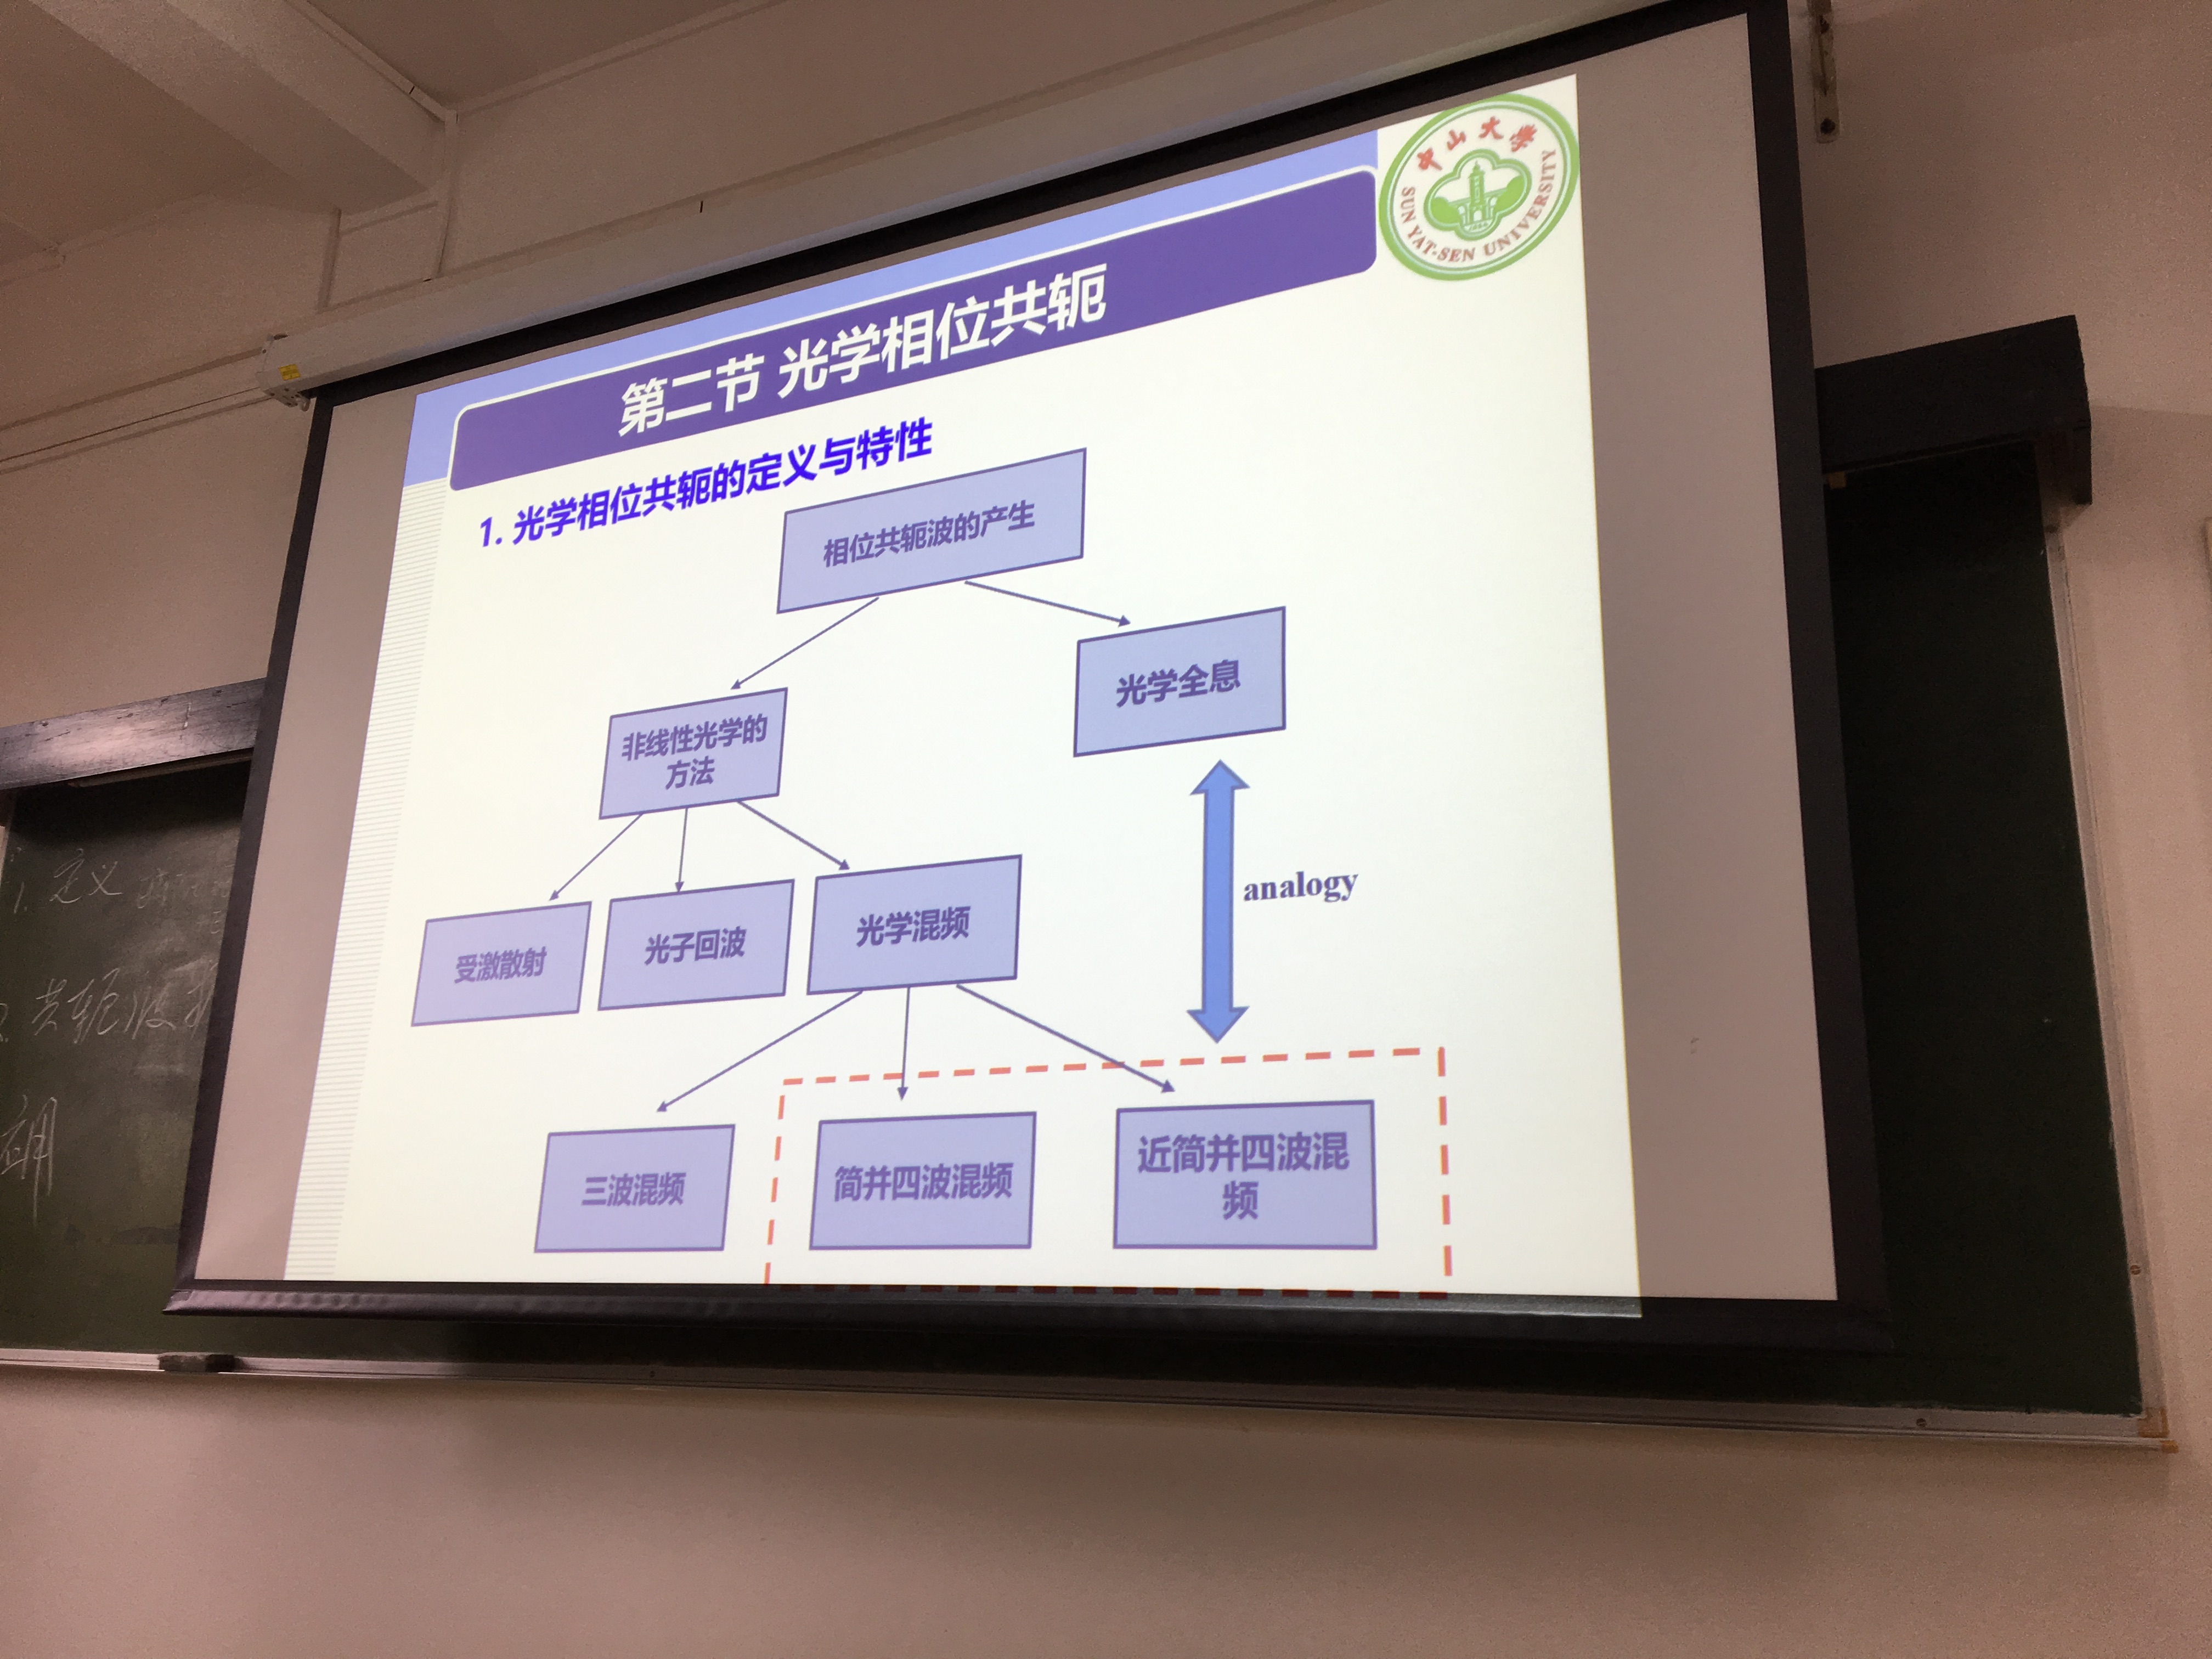 中山大学
SUN YAT-SEN UNIVERSITY
第二节 光学相位共轭
1. 光学相位共轭的定义与特性
相位共轭波的产生
光学全息
非线性光学的
方法
受激散射
光子回波
光学混频
analogy
三波混频
简并四波混频
近简并四波混
频
1. 定义
共轭波